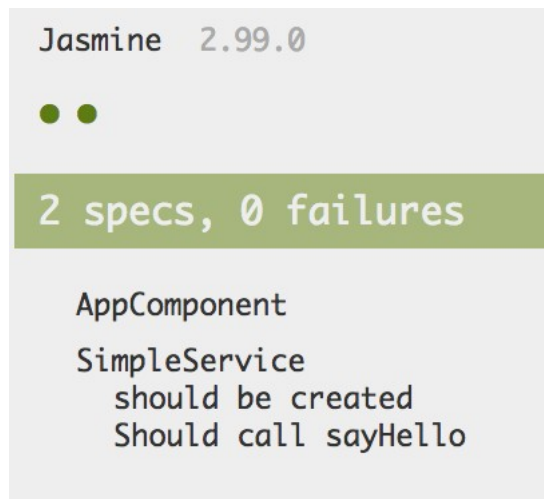 Jasmine 2.99.0
2 specs, 0 failures
AppComponent
SimpleService
should be created
Should call sayHello